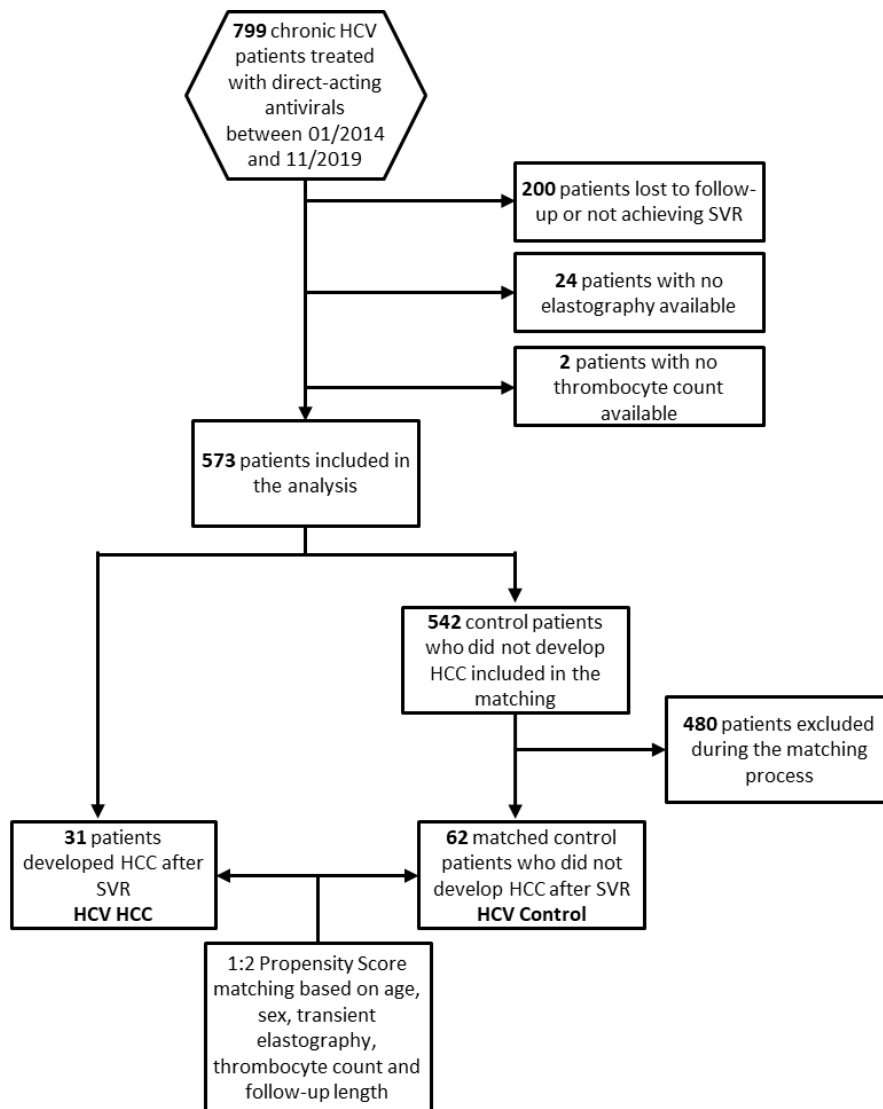 799 chronic HCV
patients treated
with direct-acting
antivirals
between 01/2014
and 11/2019
200 patients lost to follow-
up or not achieving SVR
24 patients with no
elastography available
2 patients with no
thrombocyte count
available
573 patients included in
the analysis
542 control patients
who did not develop
HCC included in the
matching
480 patients excluded
during the matching
process
31 patients
developed HCC after
SVR
HCV HCC
62 matched control
patients who did not
develop HCC after SVR
HCV Control
1:2 Propensity Score
matching based on age,
sex, transient
elastography,
thrombocyte count and
follow-up length